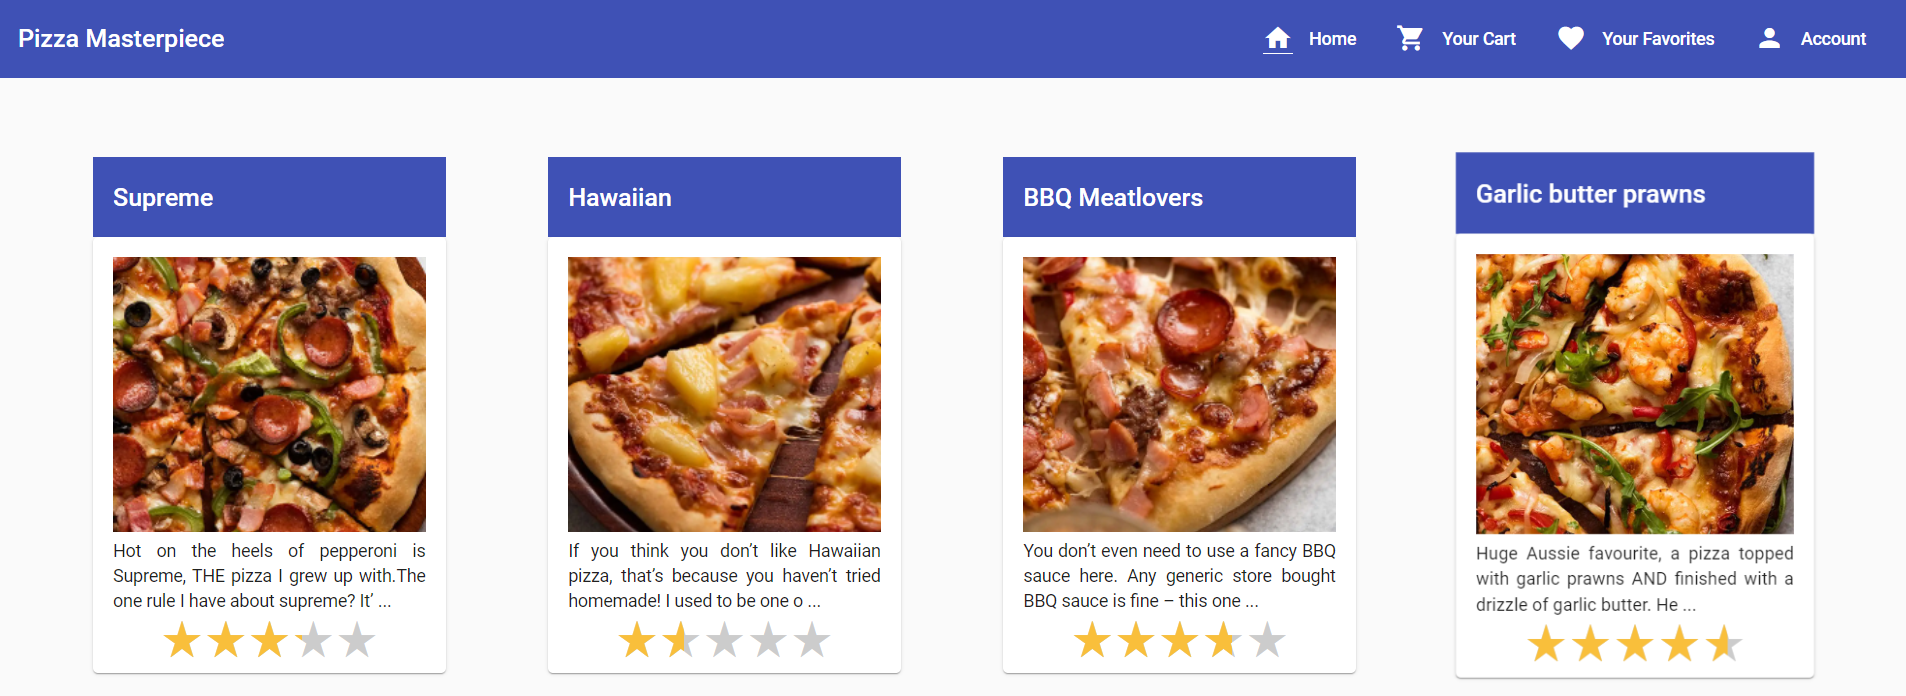 Pizza Masterpiece
Home
Your Cart
Your Favorites
Account
Supreme
Hot on the heels of pepperoni is
Supreme, THE pizza I grew up with.The
one rule I have about supreme? It’ ...
Hawaiian
If you think you don’t like Hawaiian
pizza, that’s because you haven’t tried
homemade! I used to be one o ...
BBQ Meatlovers
You don’t even need to use a fancy BBQ
sauce here. Any generic store bought
BBQ sauce is fine – this one ...
Garlic butter prawns
Huge Aussie favourite, a pizza topped
with garlic prawns AND finished with a
drizzle of garlic butter. He ...